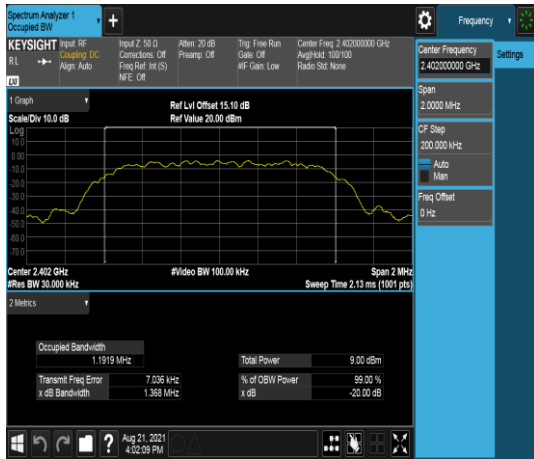 Spectrum Analyzer 1
Occupied BW
Frequency
KEYSIGHT
RL
LXI
Input: RF
Coupling: DC
Align: Auto
Input Z: 50 Ω
Corrections: Off
Freq Ref: Int (S)
NFE: Off
Atten: 20 dB
Preamp: Off
Trig: Free Run
Gate: Off
#IF Gain: Low
Center Freq: 2.402000000 GHz
Avg|Hold: 100/100
Radio Std: None
Center Frequency
2.402000000 GHz
Settings
Span
2.0000 MHz
CF Step
200.000 kHz
Auto
Man
Freq Offset
0 Hz
1 Graph
Scale/Div 10.0 dB
Ref Lvl Offset 15.10 dB
Ref Value 20.00 dBm
Log
10.0
0.00
-10.0
-20.0
-30.0
-40.0
-50.0
-60.0
-70.0
Center 2.402 GHz
#Res BW 30.000 kHz
#Video BW 100.00 kHz
Span 2 MHz
Sweep Time 2.13 ms (1001 pts)
2 Metrics
Occupied Bandwidth
1.1919 MHz
Total Power 9.00 dBm
Transmit Freq Error 7.036 kHz
% of OBW Power 99.00 %
x dB Bandwidth 1.368 MHz
x dB -20.00 dB
Aug 21, 2021
4:02:09 PM